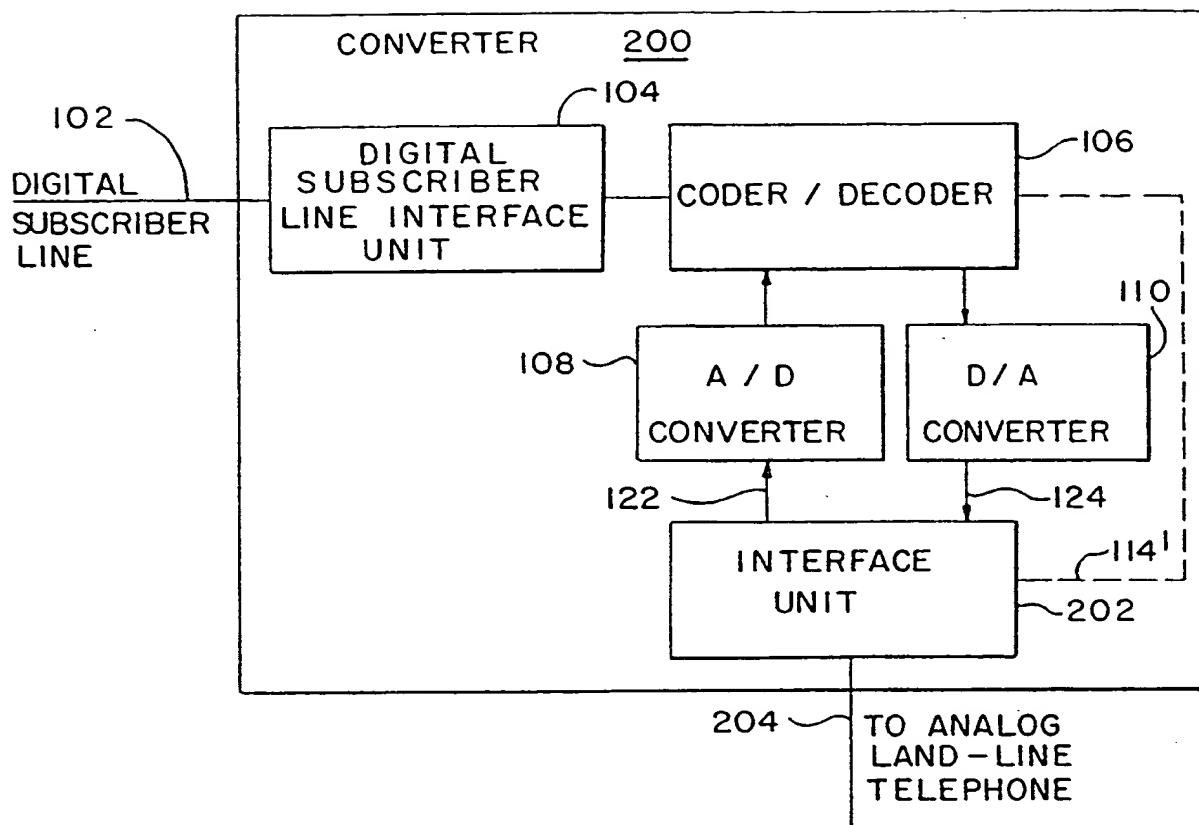 CONVERTER 200
104
102
DIGITAL
SUBSCRIBER
LINE
DIGITAL
SUBSCRIBER
LINE INTERFACE
UNIT
CODER / DECODER
106
108
A / D
CONVERTER
D/A
CONVERTER
110
122
124
INTERFACE
UNIT
114'
202
204
TO ANALOG
LAND-LINE
TELEPHONE